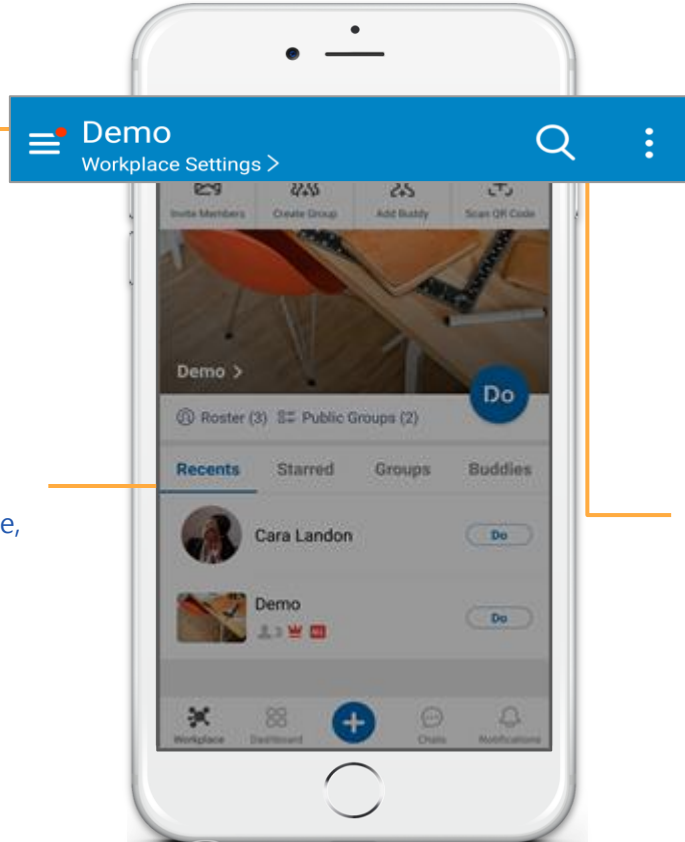 Demo
Workplace Settings >
Invite Members Create Group Add Buddy Scan QR Code
Demo >
Do
Roster (3) Public Groups (2)
Recents Starred Groups Buddies
e,
Cara Landon Do
Demo
3
Do
Workplace Dashboard Chats Notifications